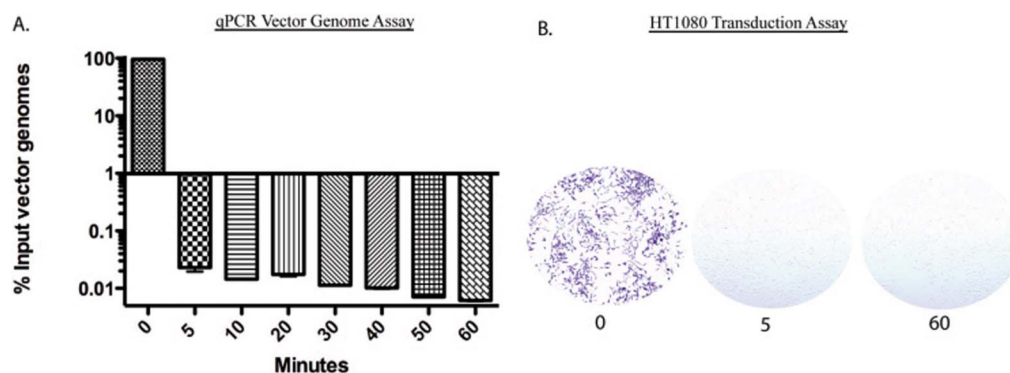 A.
qPCR Vector Genome Assay
% Input vector genomes
100
10
1
0.1
0.01
0 5 10 20 30 40 50 60
Minutes
B.
HT1080 Transduction Assay
0 5 60